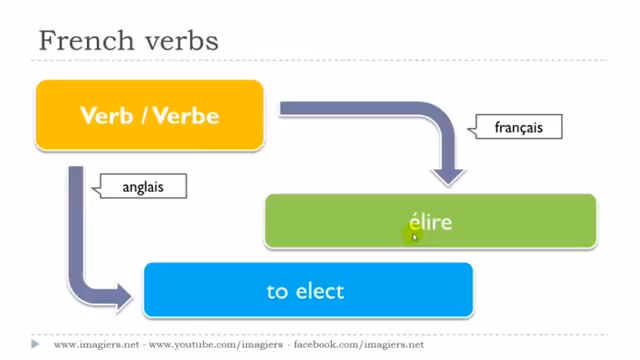 French verbs
Verb / Verbe
français
anglais
élire
to elect
www.imagiers.net - www.youtube.com/imagiers - facebook.com/imagiers.net